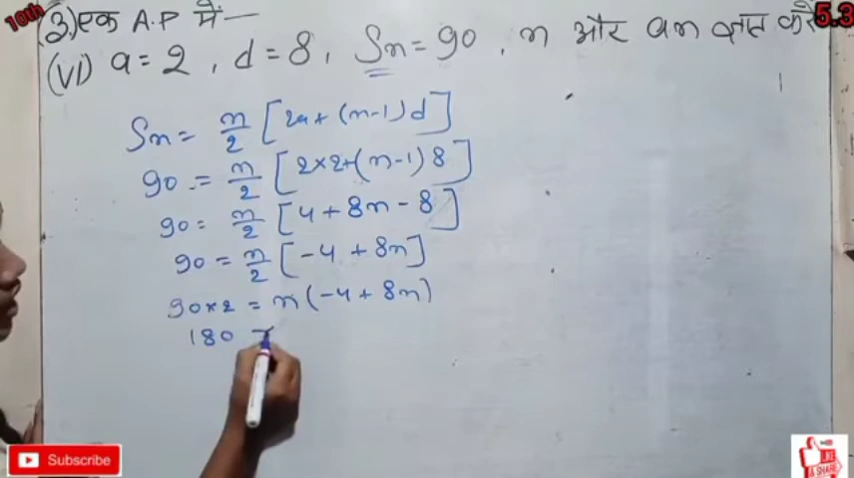 10th
(3) एक A.P में—
5.3
(VI) a = 2 , d = 8 , Sn = 90 , n और an ज्ञात करें
Sn = n/2 [2a + (n-1) d]
90 = n/2 [2×2+(n-1) 8]
90 = n/2 [4 + 8n - 8]
90 = n/2 [-4 + 8n]
90×2 = n(-4 + 8n)
180 =
Subscribe
LIKE
& SHARE